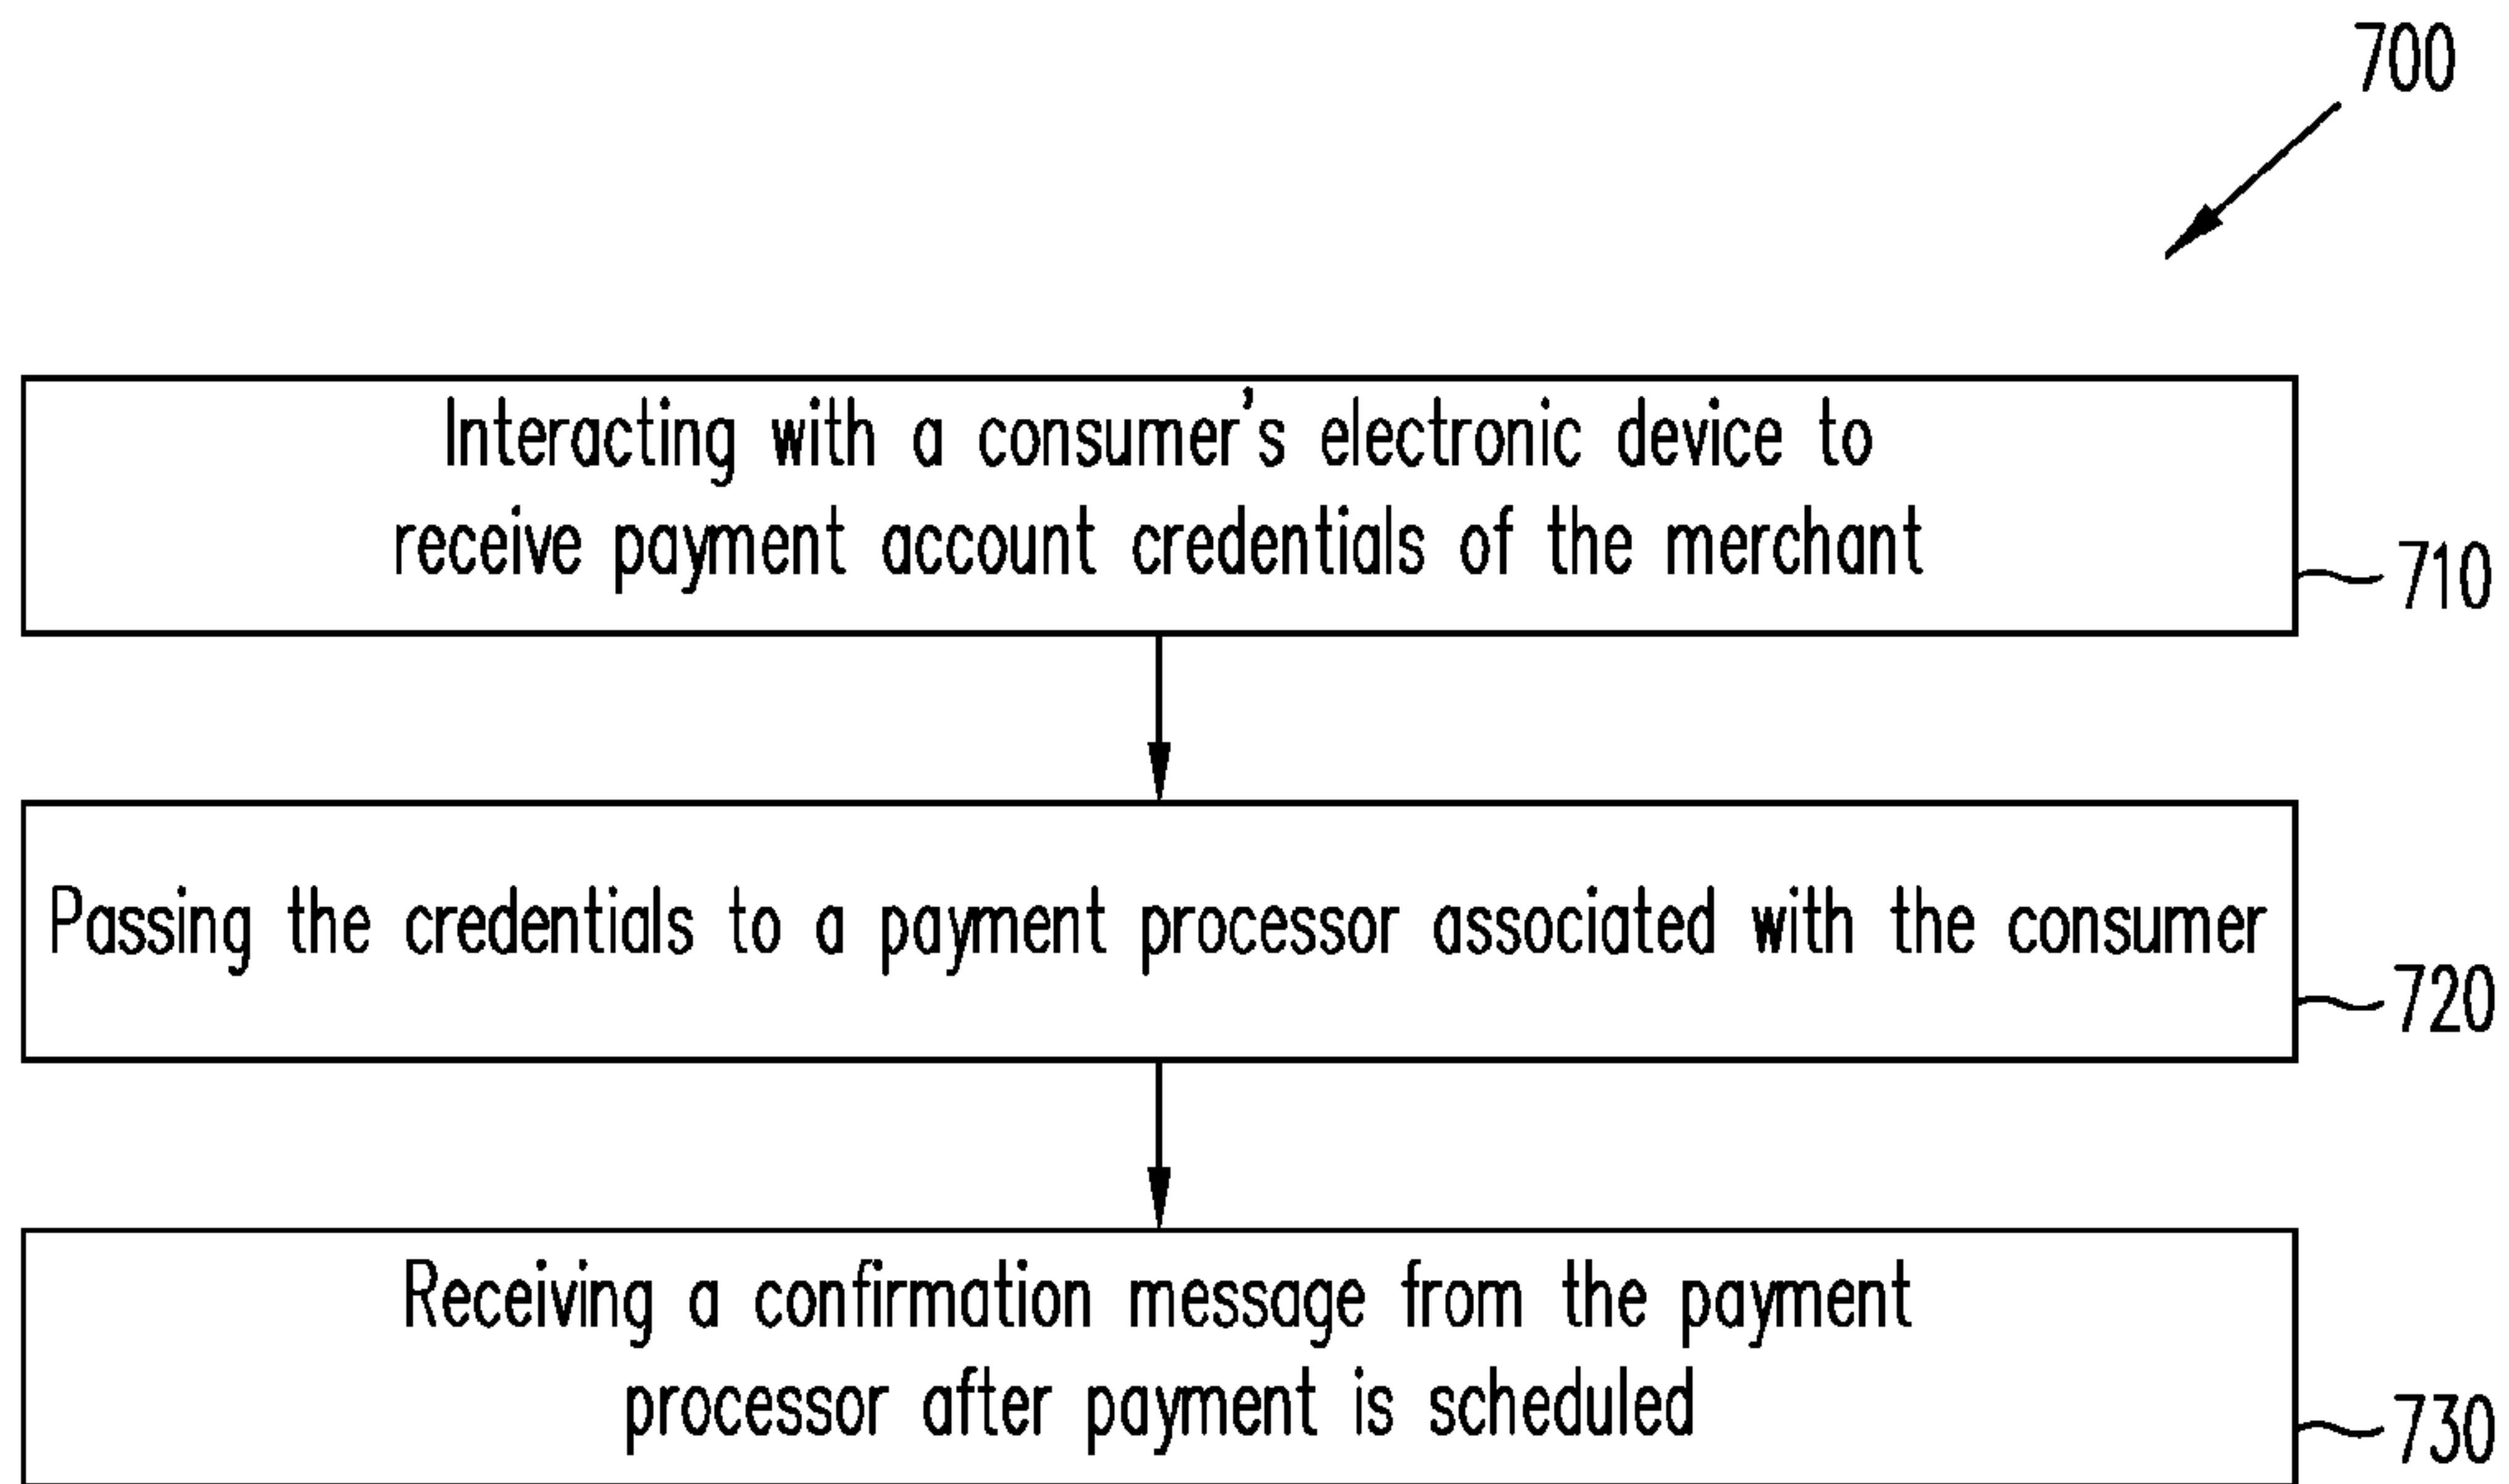 700
Interacting with a consumer's electronic device to
receive payment account credentials of the merchant
710
Passing the credentials to a payment processor associated with the consumer
720
Receiving a confirmation message from the payment
processor after payment is scheduled
730